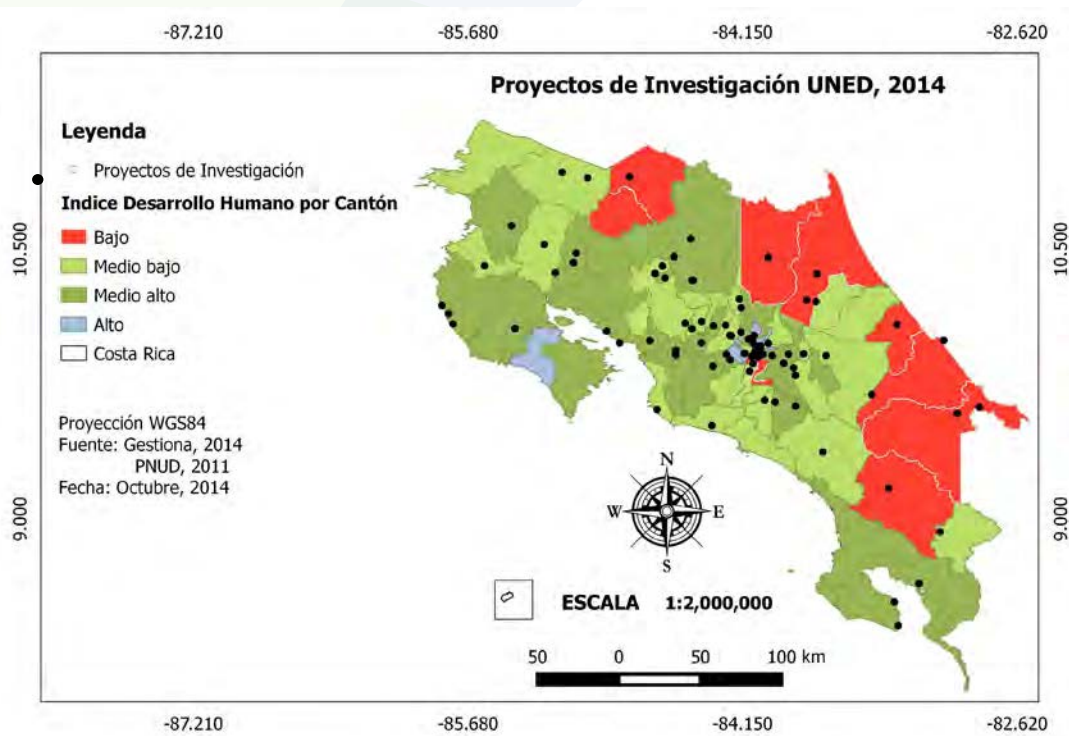 -87.210 -85.680 -84.150 -82.620
Proyectos de Investigación UNED, 2014
Leyenda
Proyectos de Investigación
Indice Desarrollo Humano por Cantón
Bajo
Medio bajo
Medio alto
Alto
Costa Rica
Proyección WGS84
Fuente: Gestiona, 2014
PNUD, 2011
Fecha: Octubre, 2014
10.500
9.000
10.500
9.000
N
W E
S
ESCALA 1:2,000,000
50 0 50 100 km
-87.210 -85.680 -84.150 -82.620